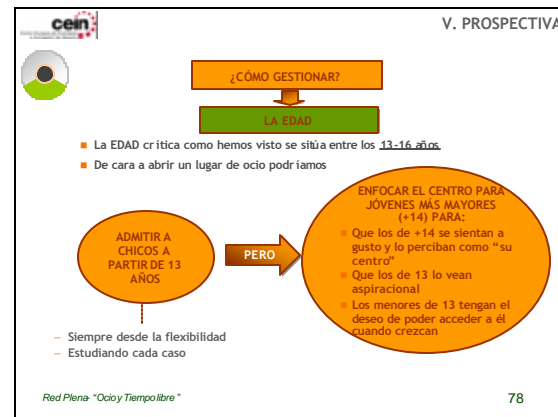 cein
V. PROSPECTIVA
¿CÓMO GESTIONAR?
LA EDAD
La EDAD crítica como hemos visto se sitúa entre los 13-16 años
De cara a abrir un lugar de ocio podríamos
ADMITIR A
CHICOS A
PARTIR DE 13
AÑOS
PERO
ENFOCAR EL CENTRO PARA
JÓVENES MÁS MAYORES
(+14) PARA:
Que los de +14 se sientan a
gusto y lo perciban como “su
centro”
Que los de 13 lo vean
aspiracional
Los menores de 13 tengan el
deseo de poder acceder a él
cuando crezcan
– Siempre desde la flexibilidad
– Estudiando cada caso
Red Plena- “Ocio y Tiempo libre”
78